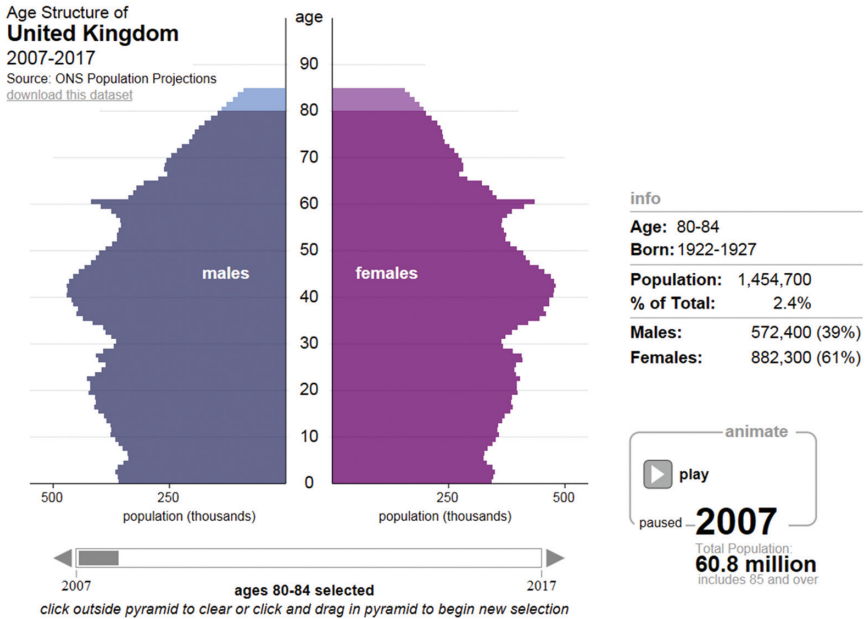 Age Structure of
United Kingdom
2007-2017
Source: ONS Population Projections
download this dataset
age
90
80
70
60
50
40
30
20
10
0
males
females
500
250
250
500
population (thousands)
population (thousands)
info
Age: 80-84
Born: 1922-1927
Population: 1,454,700
% of Total: 2.4%
Males: 572,400 (39%)
Females: 882,300 (61%)
animate
play
paused
2007
Total Population:
60.8 million
includes 85 and over
2007
2017
ages 80-84 selected
click outside pyramid to clear or click and drag in pyramid to begin new selection